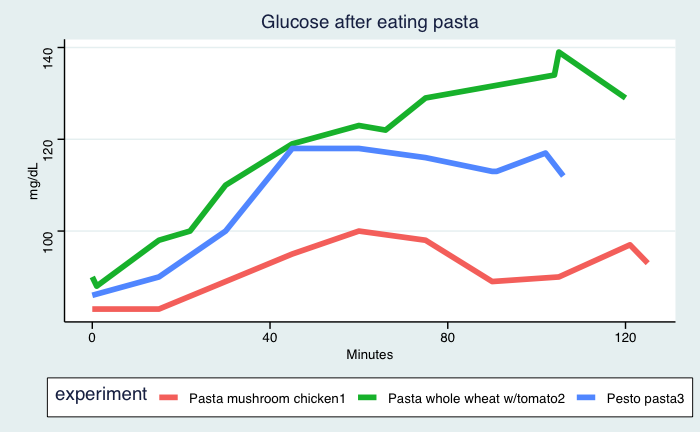 Glucose after eating pasta
140
120
100
mg/dL
0 40 80 120
Minutes
experiment Pasta mushroom chicken1 Pasta whole wheat w/tomato2 Pesto pasta3